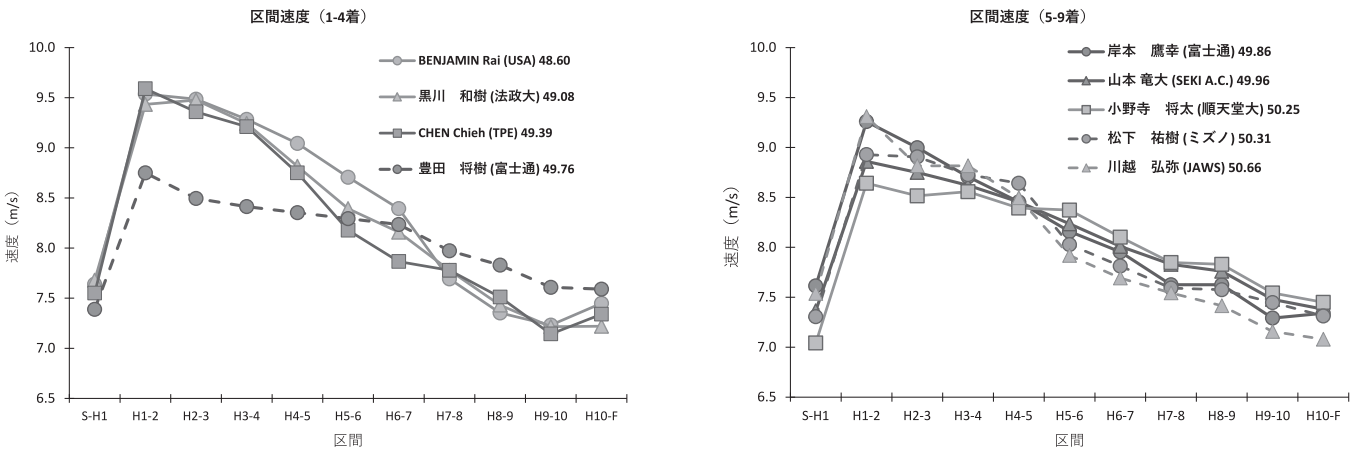 区間速度（1-4着）
10.0
9.5
9.0
8.5
8.0
7.5
7.0
6.5
速度（m/s）
BENJAMIN Rai (USA) 48.60
黒川　和樹 (法政大) 49.08
CHEN Chieh (TPE) 49.39
豊田　将樹 (富士通) 49.76
S-H1 H1-2 H2-3 H3-4 H4-5 H5-6 H6-7 H7-8 H8-9 H9-10 H10-F
区間
区間速度（5-9着）
10.0
9.5
9.0
8.5
8.0
7.5
7.0
6.5
速度（m/s）
岸本　鷹幸 (富士通) 49.86
山本 竜大 (SEKI A.C.) 49.96
小野寺　将太 (順天堂大) 50.25
松下　祐樹 (ミズノ) 50.31
川越　弘弥 (JAWS) 50.66
S-H1 H1-2 H2-3 H3-4 H4-5 H5-6 H6-7 H7-8 H8-9 H9-10 H10-F
区間